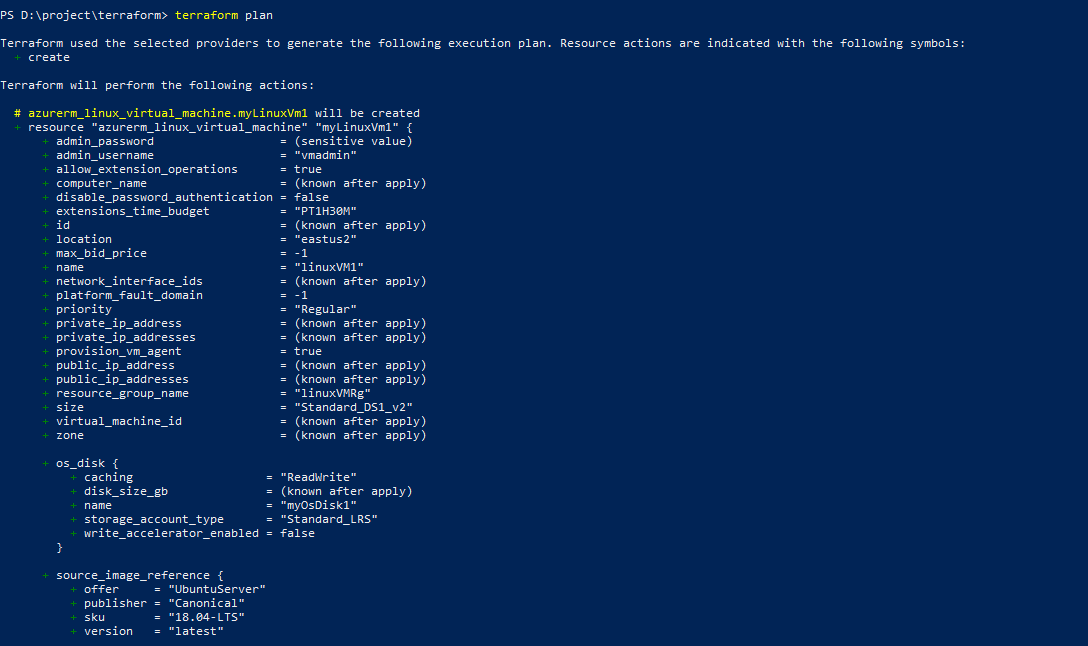 PS D:\project\terraform> terraform plan
Terraform used the selected providers to generate the following execution plan. Resource actions are indicated with the following symbols:
  + create
Terraform will perform the following actions:
  # azurerm_linux_virtual_machine.myLinuxVm1 will be created
  + resource "azurerm_linux_virtual_machine" "myLinuxVm1" {
      + admin_password                  = (sensitive value)
      + admin_username                  = "vmadmin"
      + allow_extension_operations      = true
      + computer_name                   = (known after apply)
      + disable_password_authentication = false
      + extensions_time_budget          = "PT1H30M"
      + id                              = (known after apply)
      + location                        = "eastus2"
      + max_bid_price                   = -1
      + name                            = "linuxVM1"
      + network_interface_ids           = (known after apply)
      + platform_fault_domain           = -1
      + priority                        = "Regular"
      + private_ip_address              = (known after apply)
      + private_ip_addresses            = (known after apply)
      + provision_vm_agent              = true
      + public_ip_address               = (known after apply)
      + public_ip_addresses             = (known after apply)
      + resource_group_name             = "linuxVMRg"
      + size                            = "Standard_DS1_v2"
      + virtual_machine_id              = (known after apply)
      + zone                            = (known after apply)
      + os_disk {
          + caching                   = "ReadWrite"
          + disk_size_gb              = (known after apply)
          + name                      = "myOsDisk1"
          + storage_account_type      = "Standard_LRS"
          + write_accelerator_enabled = false
        }
      + source_image_reference {
          + offer     = "UbuntuServer"
          + publisher = "Canonical"
          + sku       = "18.04-LTS"
          + version   = "latest"